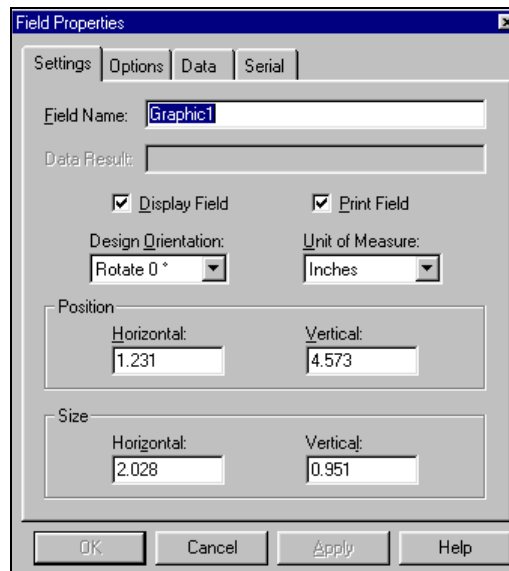 Field Properties
Settings Options Data Serial
Field Name: Graphic1
Data Result:
Display Field Print Field
Design Orientation: Unit of Measure:
Rotate 0 ° Inches
Position
Horizontal: Vertical:
1.231 4.573
Size
Horizontal: Vertical:
2.028 0.951
OK Cancel Apply Help